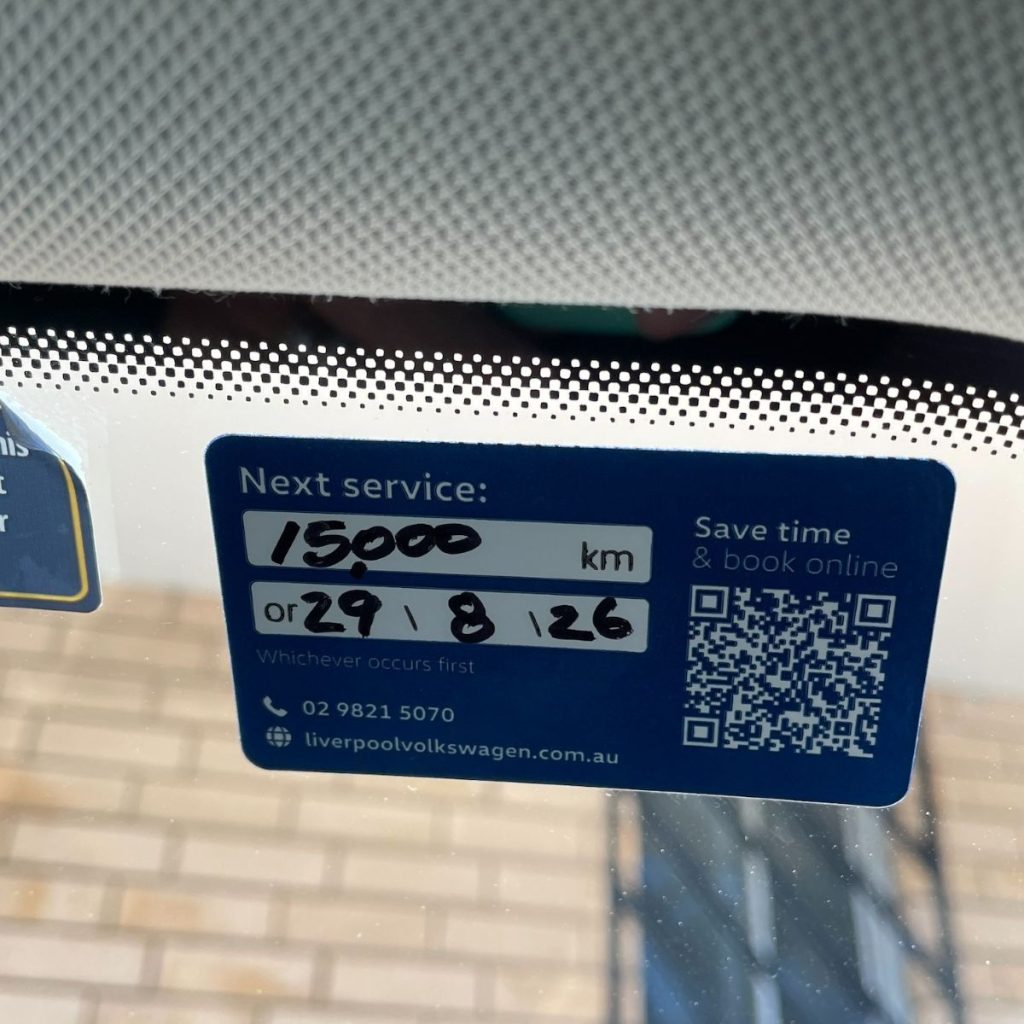 Next service:
15,000 km
or 29 \ 8 \ 26
Whichever occurs first
02 9821 5070
liverpoolvolkswagen.com.au
Save time
& book online